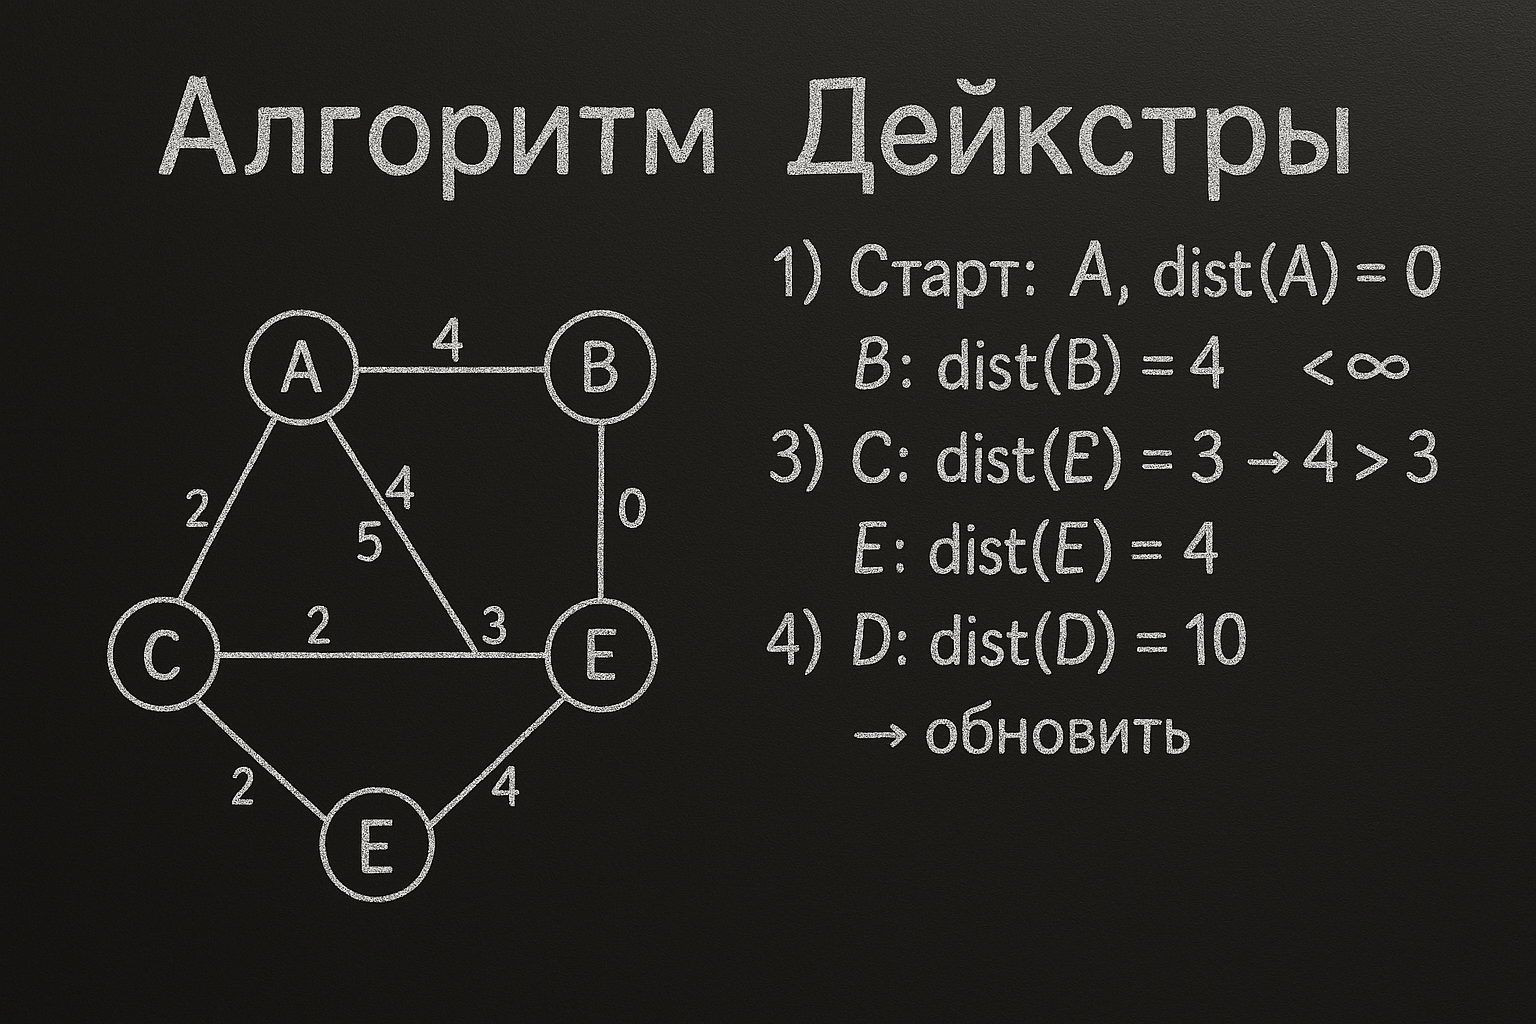 Алгоритм Дейкстры
1) Старт: A, dist(A) = 0
B: dist(B) = 4 < ∞
3) C: dist(E) = 3 → 4 > 3
E: dist(E) = 4
4) D: dist(D) = 10
→ обновить
4
A
B
4
2
0
5
2
3
C
E
2
4
E